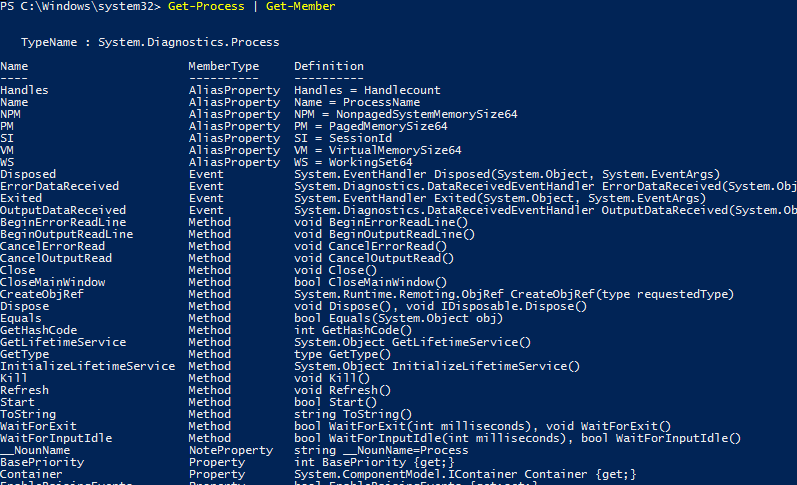 PS C:\Windows\system32> Get-Process | Get-Member
TypeName : System.Diagnostics.Process
Name MemberType Definition
---- ---------- ----------
Handles AliasProperty Handles = Handlecount
Name AliasProperty Name = ProcessName
NPM AliasProperty NPM = NonpagedSystemMemorySize64
PM AliasProperty PM = PagedMemorySize64
SI AliasProperty SI = SessionId
VM AliasProperty VM = VirtualMemorySize64
WS AliasProperty WS = WorkingSet64
Disposed Event System.EventHandler Disposed(System.Object, System.EventArgs)
ErrorDataReceived Event System.Diagnostics.DataReceivedEventHandler ErrorDataReceived(System.Obj
Exited Event System.EventHandler Exited(System.Object, System.EventArgs)
OutputDataReceived Event System.Diagnostics.DataReceivedEventHandler OutputDataReceived(System.Ob
BeginErrorReadLine Method void BeginErrorReadLine()
BeginOutputReadLine Method void BeginOutputReadLine()
CancelErrorRead Method void CancelErrorRead()
CancelOutputRead Method void CancelOutputRead()
Close Method void Close()
CloseMainWindow Method bool CloseMainWindow()
CreateObjRef Method System.Runtime.Remoting.ObjRef CreateObjRef(type requestedType)
Dispose Method void Dispose(), void IDisposable.Dispose()
Equals Method bool Equals(System.Object obj)
GetHashCode Method int GetHashCode()
GetLifetimeService Method System.Object GetLifetimeService()
GetType Method type GetType()
InitializeLifetimeService Method System.Object InitializeLifetimeService()
Kill Method void Kill()
Refresh Method void Refresh()
Start Method bool Start()
ToString Method string ToString()
WaitForExit Method bool WaitForExit(int milliseconds), void WaitForExit()
WaitForInputIdle Method bool WaitForInputIdle(int milliseconds), bool WaitForInputIdle()
__NounName NoteProperty string __NounName=Process
BasePriority Property int BasePriority {get;}
Container Property System.ComponentModel.IContainer Container {get;}
EnableRaisingEvents Property bool EnableRaisingEvents {get;set;}